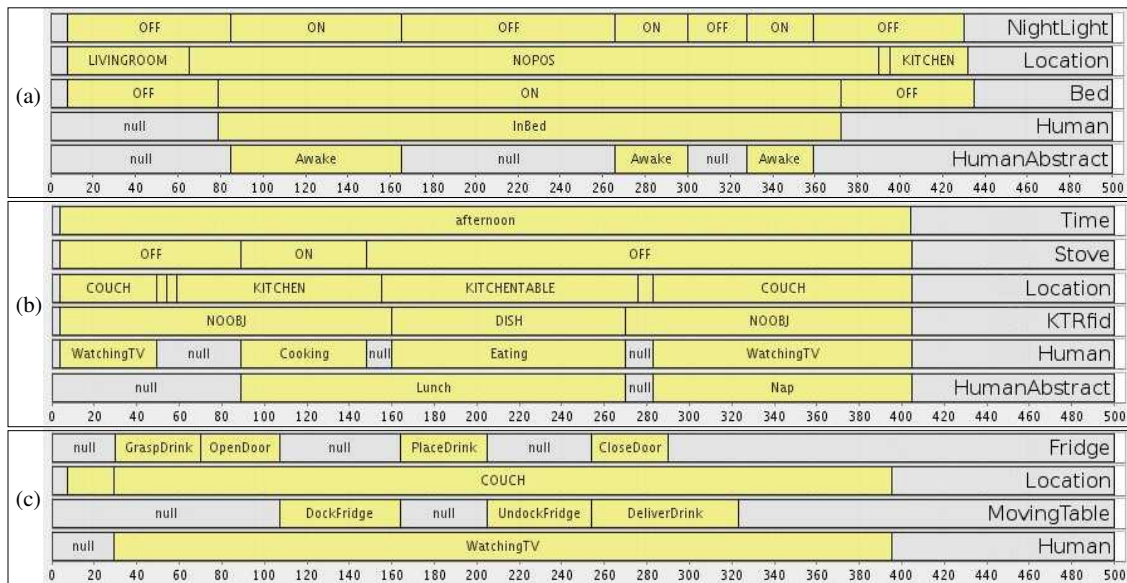 OFF ON OFF ON OFF ON OFF NightLight
LIVINGROOM NOPOS KITCHEN Location
(a) OFF ON OFF Bed
null InBed Human
null Awake null Awake null Awake HumanAbstract
0 20 40 60 80 100 120 140 160 180 200 220 240 260 280 300 320 340 360 380 400 420 440 460 480 500
afternoon Time
OFF ON OFF Stove
COUCH KITCHEN KITCHENTABLE COUCH Location
(b) NOOBJ DISH NOOBJ KTRfid
WatchingTV null Cooking null Eating null WatchingTV Human
null Lunch null Nap HumanAbstract
0 20 40 60 80 100 120 140 160 180 200 220 240 260 280 300 320 340 360 380 400 420 440 460 480 500
null GraspDrink OpenDoor null PlaceDrink null CloseDoor Fridge
COUCH Location
(c) null DockFridge null UndockFridge DeliverDrink MovingTable
null WatchingTV Human
0 20 40 60 80 100 120 140 160 180 200 220 240 260 280 300 320 340 360 380 400 420 440 460 480 500